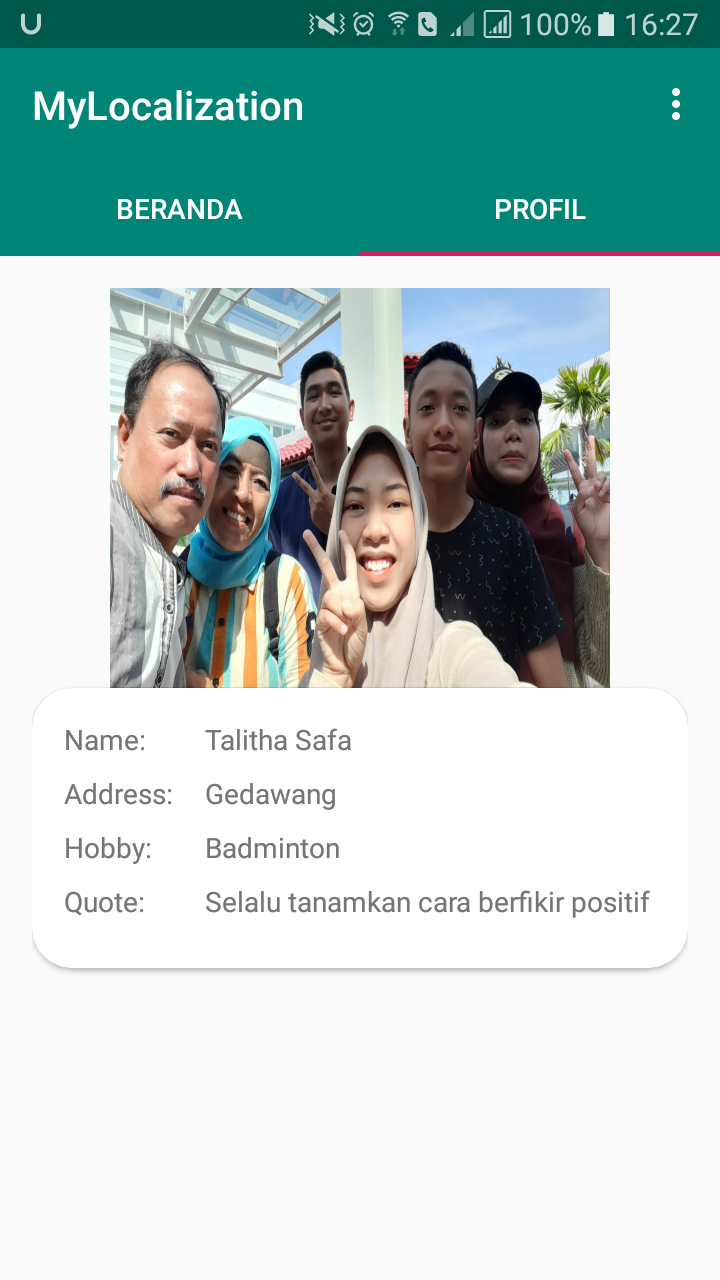 100% 16:27
MyLocalization
BERANDA PROFIL
Name: Talitha Safa
Address: Gedawang
Hobby: Badminton
Quote: Selalu tanamkan cara berfikir positif